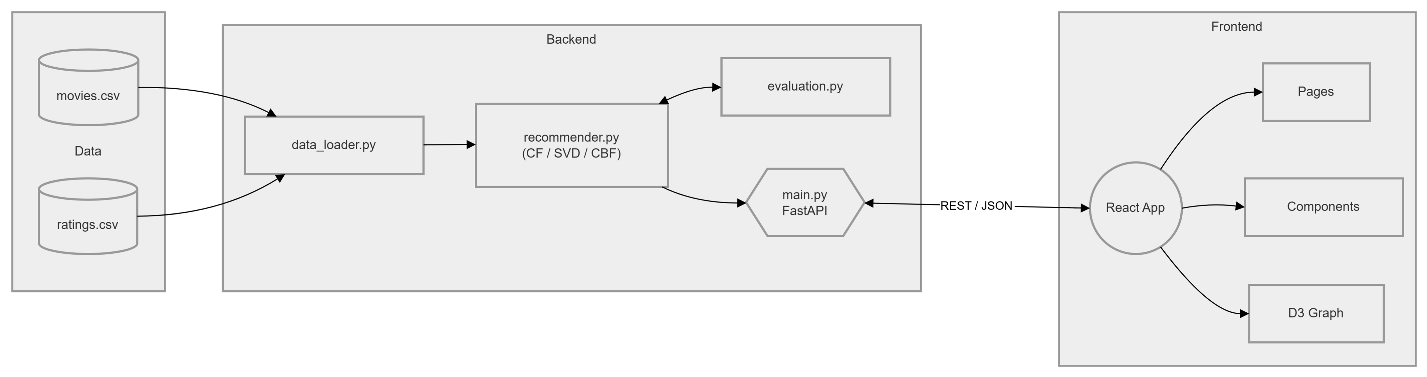 movies.csv
Data
ratings.csv
Backend
data_loader.py
recommender.py
(CF / SVD / CBF)
evaluation.py
main.py
FastAPI
REST / JSON
Frontend
React App
Pages
Components
D3 Graph